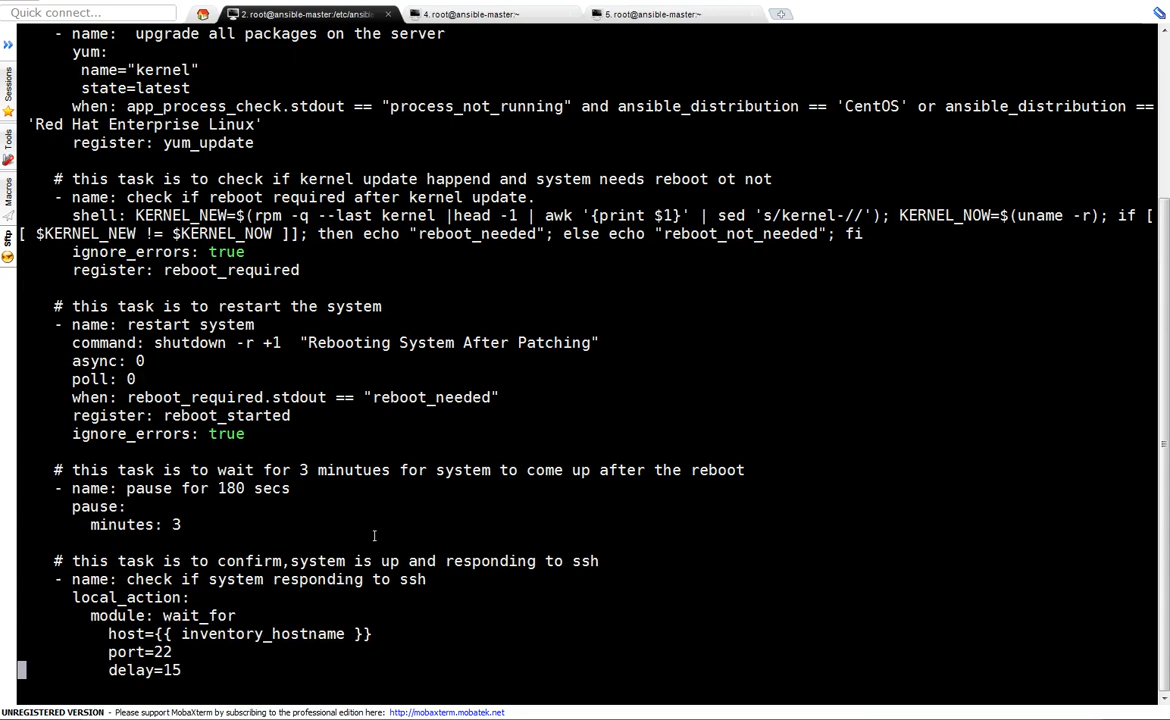 Quick connect...
2. root@ansible-master:/etc/ansible
4. root@ansible-master:~
5. root@ansible-master:~
Sessions
Tools
Macros
Sftp
- name:  upgrade all packages on the server
yum:
name="kernel"
state=latest
when: app_process_check.stdout == "process_not_running" and ansible_distribution == 'CentOS' or ansible_distribution ==
'Red Hat Enterprise Linux'
register: yum_update
# this task is to check if kernel update happend and system needs reboot ot not
- name: check if reboot required after kernel update.
shell: KERNEL_NEW=$(rpm -q --last kernel |head -1 | awk '{print $1}' | sed 's/kernel-//'); KERNEL_NOW=$(uname -r); if [
[ $KERNEL_NEW != $KERNEL_NOW ]]; then echo "reboot_needed"; else echo "reboot_not_needed"; fi
ignore_errors: true
register: reboot_required
# this task is to restart the system
- name: restart system
command: shutdown -r +1  "Rebooting System After Patching"
async: 0
poll: 0
when: reboot_required.stdout == "reboot_needed"
register: reboot_started
ignore_errors: true
# this task is to wait for 3 minutues for system to come up after the reboot
- name: pause for 180 secs
pause:
minutes: 3
# this task is to confirm,system is up and responding to ssh
- name: check if system responding to ssh
local_action:
module: wait_for
host={{ inventory_hostname }}
port=22
delay=15
UNREGISTERED VERSION - Please support MobaXterm by subscribing to the professional edition here: http://mobaxterm.mobatek.net